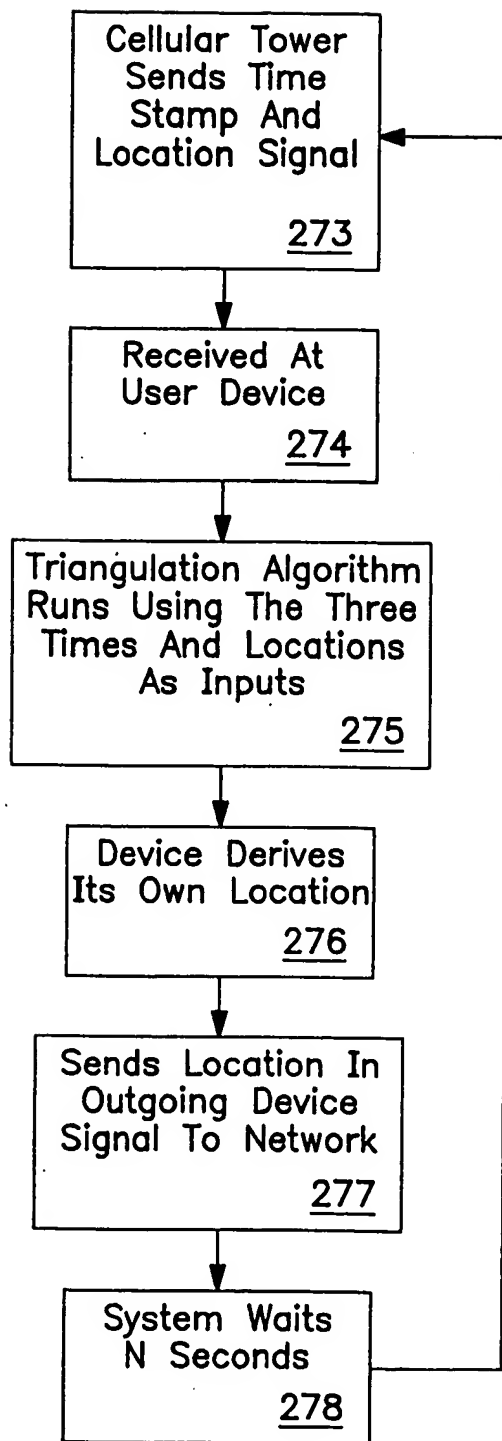 Cellular Tower
Sends Time
Stamp And
Location Signal
273
Received At
User Device
274
Triangulation Algorithm
Runs Using The Three
Times And Locations
As Inputs
275
Device Derives
Its Own Location
276
Sends Location In
Outgoing Device
Signal To Network
277
System Waits
N Seconds
278